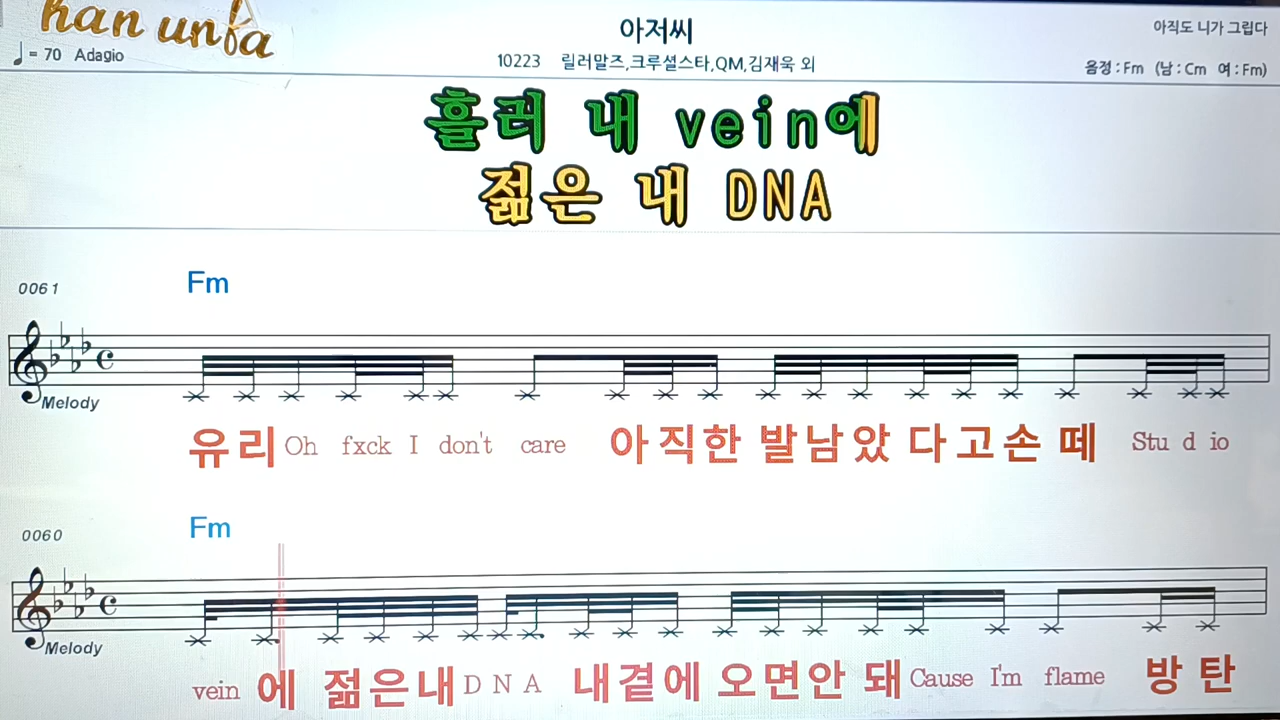 han unfa
♩= 70 Adagio
아저씨
10223 릴러말즈,크루셜스타,QM,김재욱 외
아직도 니가 그립다
음정 : Fm (남 : Cm 여 : Fm)
흘러 내 vein에
젊은 내 DNA
0061
Fm
Melody
유리 Oh fxck I don't care 아직한 발남았 다고손 떼 Stu d io
0060
Fm
Melody
vein 에 젊은내 D N A 내곁에 오면안 돼 Cause I'm flame 방 탄